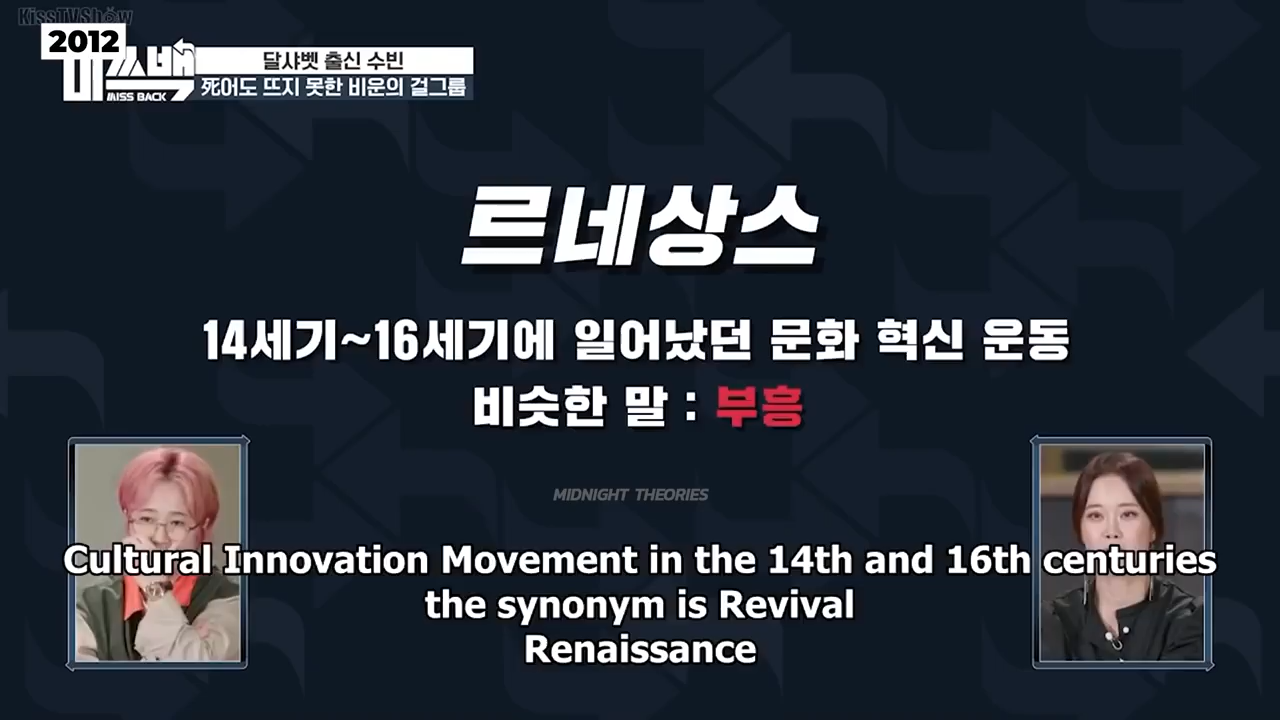 KissTVShow
2012
미쓰백
MISS BACK
달샤벳 출신 수빈
死어도 뜨지 못한 비운의 걸그룹
르네상스
14세기~16세기에 일어났던 문화 혁신 운동
비슷한 말 : 부흥
MIDNIGHT THEORIES
Cultural Innovation Movement in the 14th and 16th centuries
the synonym is Revival
Renaissance